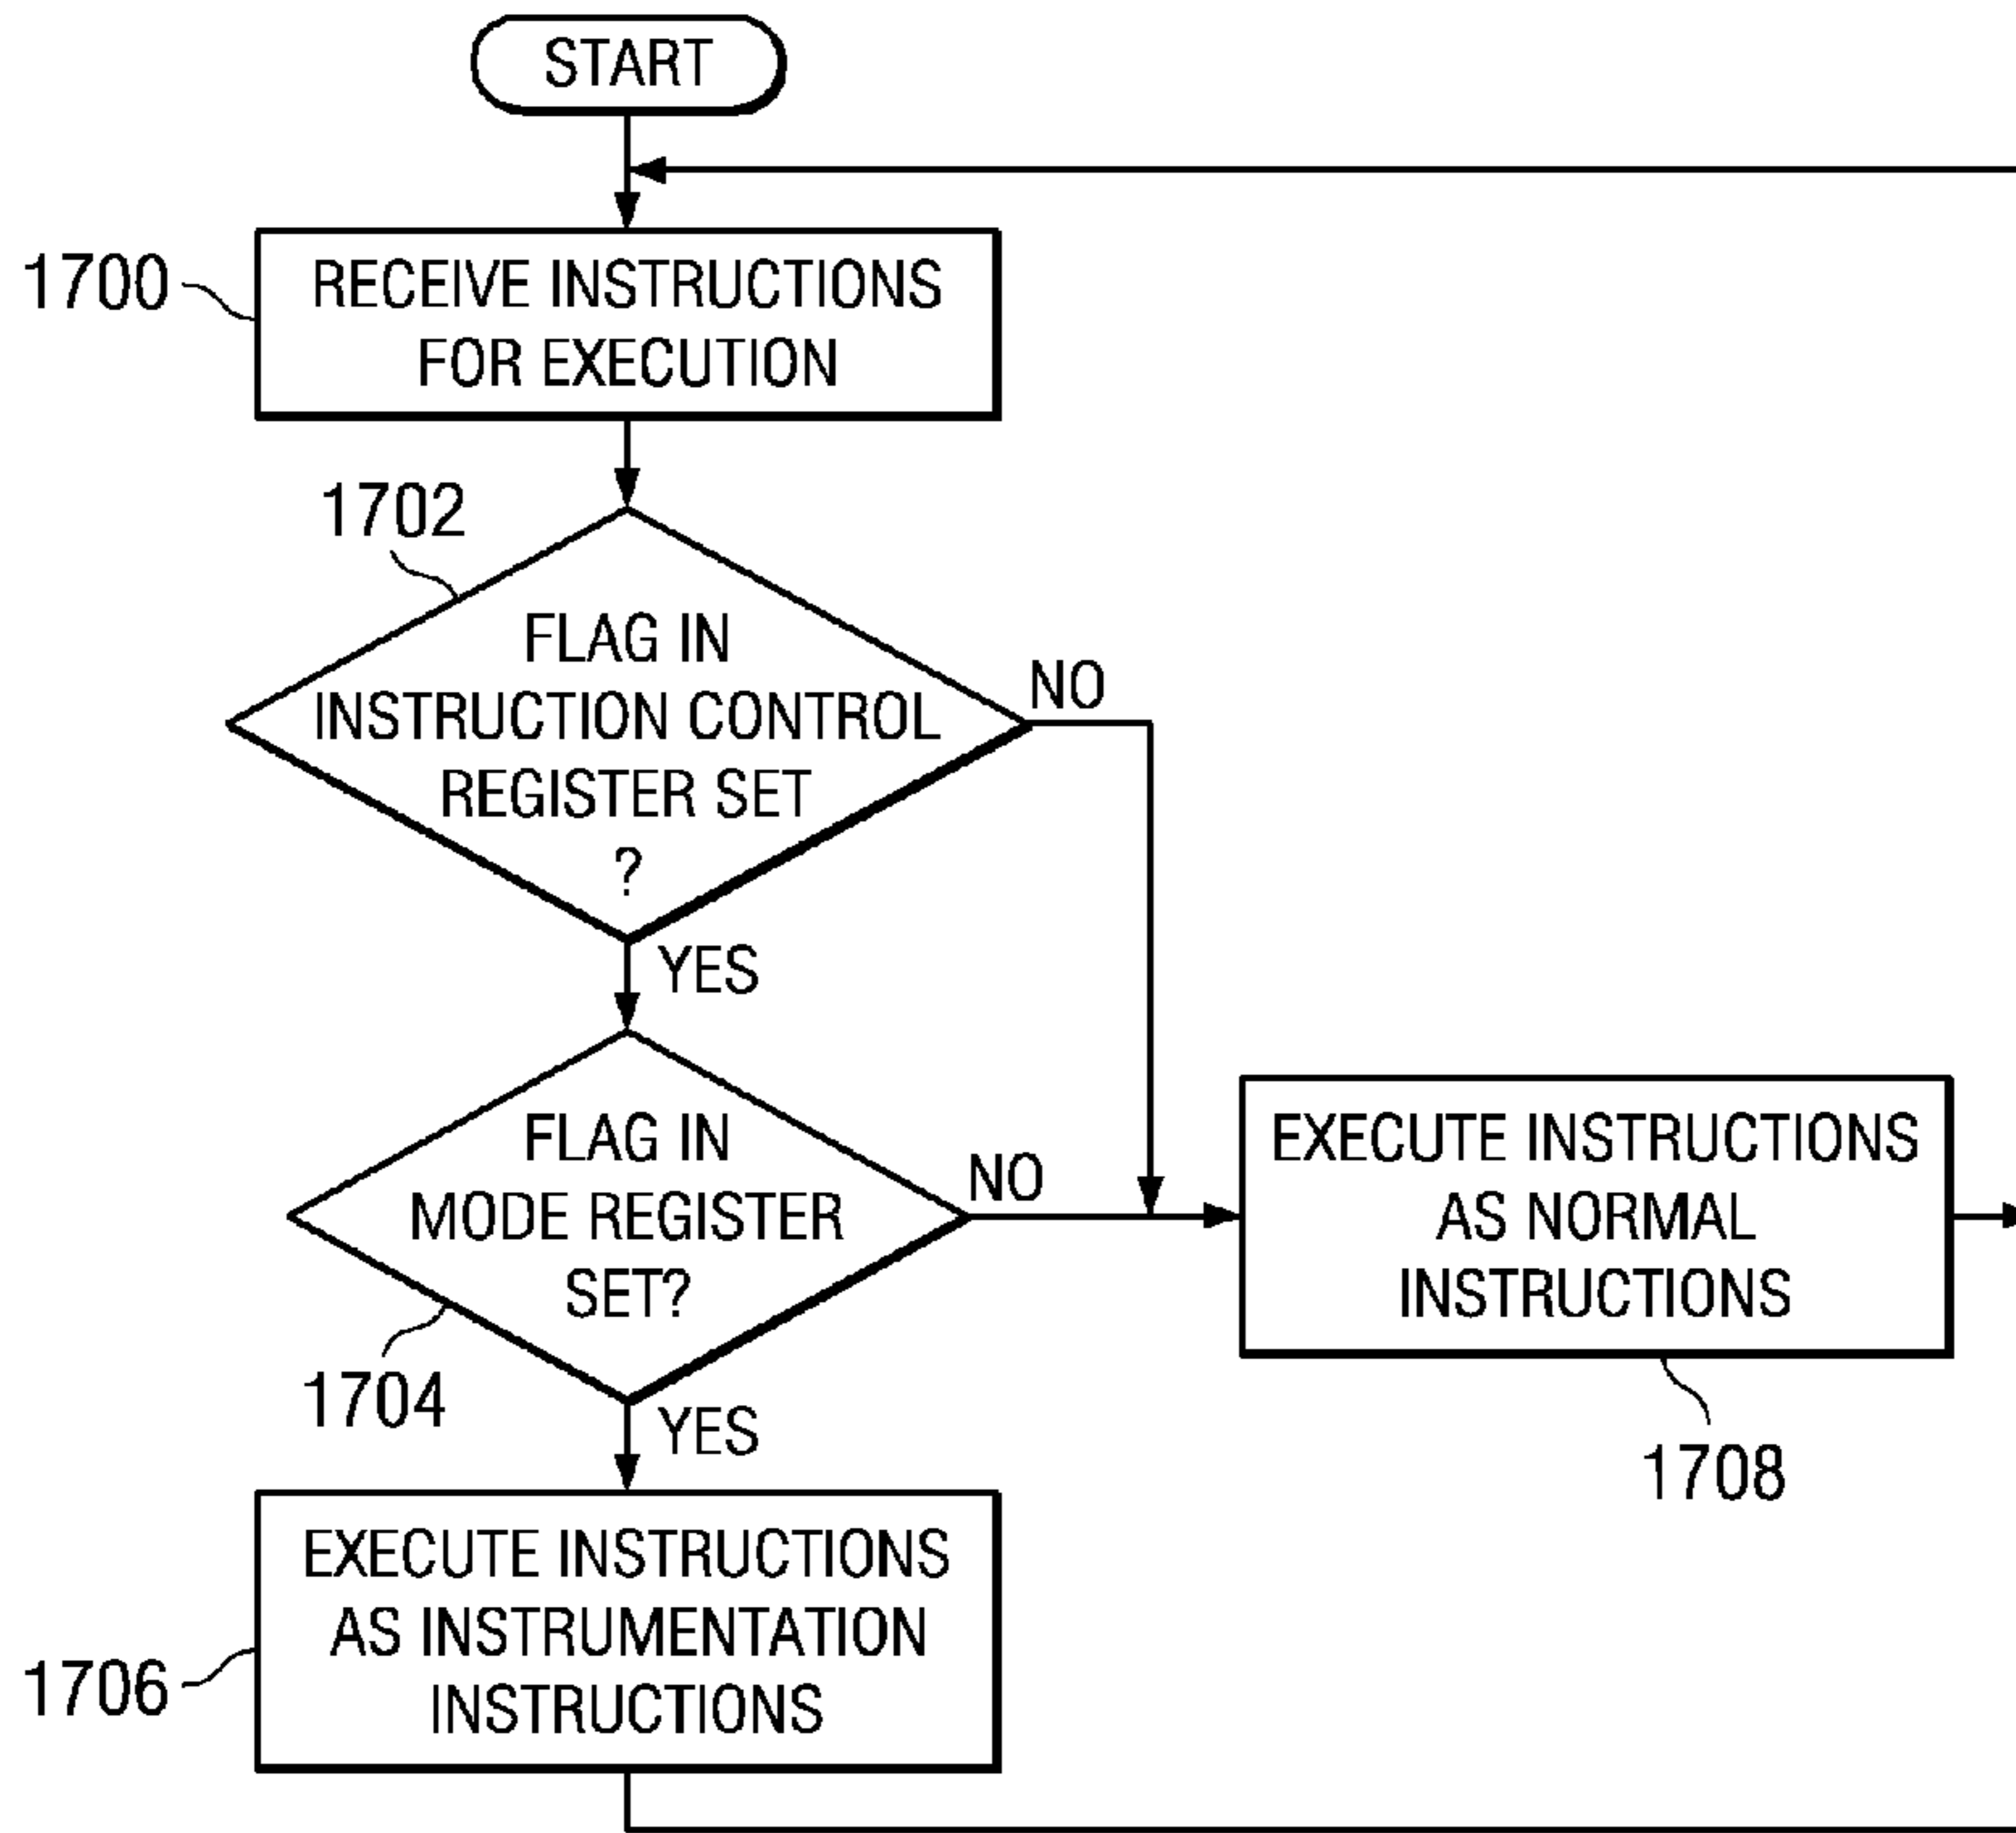 START
1700
RECEIVE INSTRUCTIONS
FOR EXECUTION
1702
FLAG IN
INSTRUCTION CONTROL
REGISTER SET
?
NO
YES
FLAG IN
MODE REGISTER
SET?
NO
1704
YES
EXECUTE INSTRUCTIONS
AS NORMAL
INSTRUCTIONS
1708
EXECUTE INSTRUCTIONS
AS INSTRUMENTATION
INSTRUCTIONS
1706